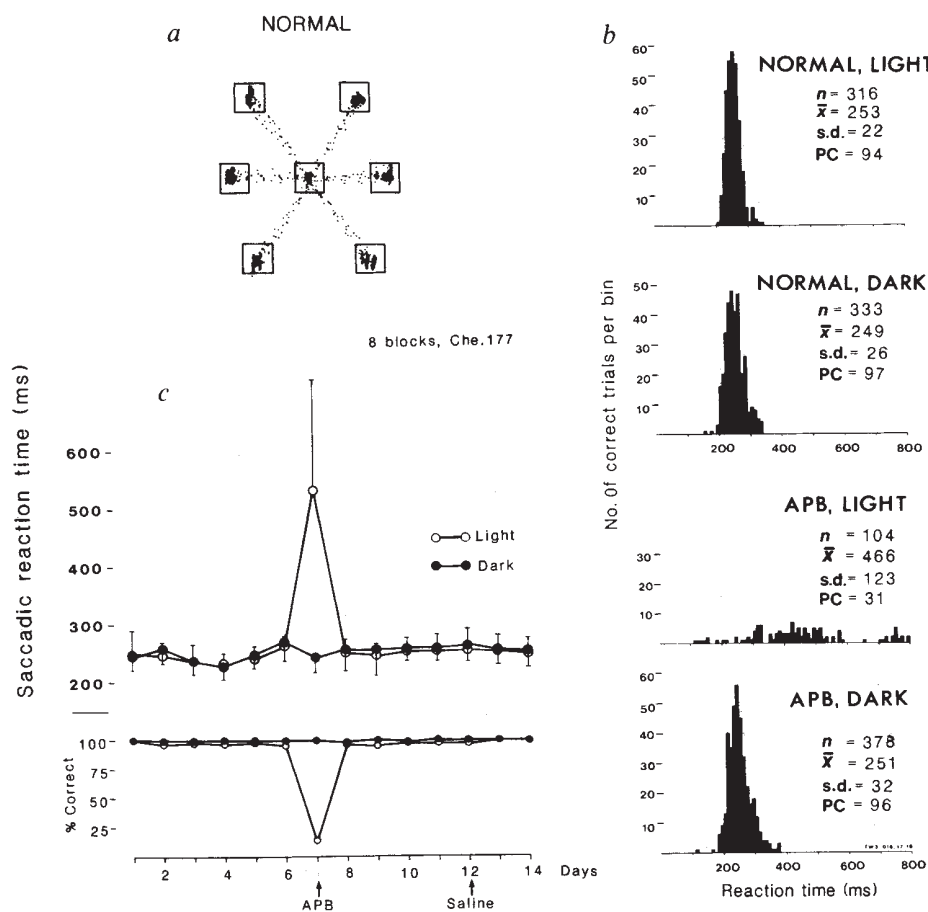 a
NORMAL
8 blocks, Che.177
b
No. Of correct trials per bin
60
50
40
30
20
10
NORMAL, LIGHT
n = 316
x̄ = 253
s.d. = 22
PC = 94
50
40
30
20
10
NORMAL, DARK
n = 333
x̄ = 249
s.d. = 26
PC = 97
200 400 600 800
30
20
10
APB, LIGHT
n = 104
x̄ = 466
s.d. = 123
PC = 31
60
50
40
30
20
10
APB, DARK
n = 378
x̄ = 251
s.d. = 32
PC = 96
200 400 600 800
Reaction time (ms)
c
Saccadic reaction time (ms)
600
500
400
300
200
Light
Dark
% Correct
100
75
50
25
2 4 6 8 10 12 14 Days
APB
Saline